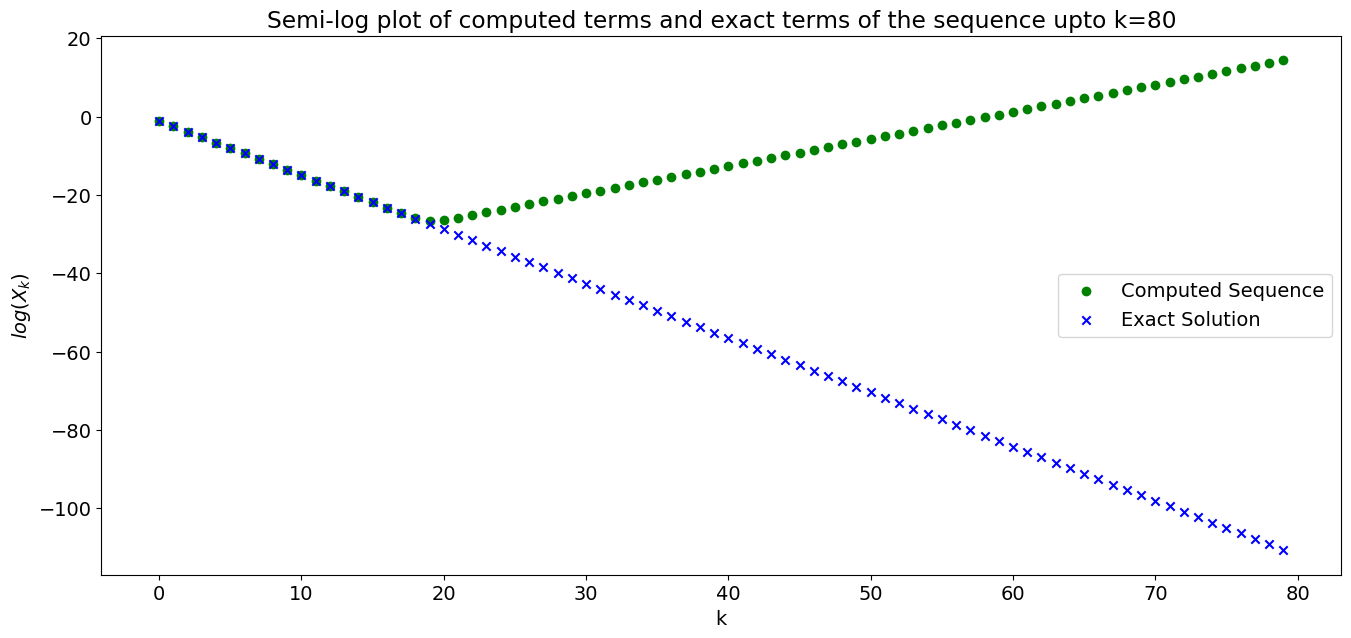 Semi-log plot of computed terms and exact terms of the sequence upto k=80
20
0
−20
−40
−60
−80
−100
log(X_k)
Computed Sequence
Exact Solution
0 10 20 30 40 50 60 70 80
k